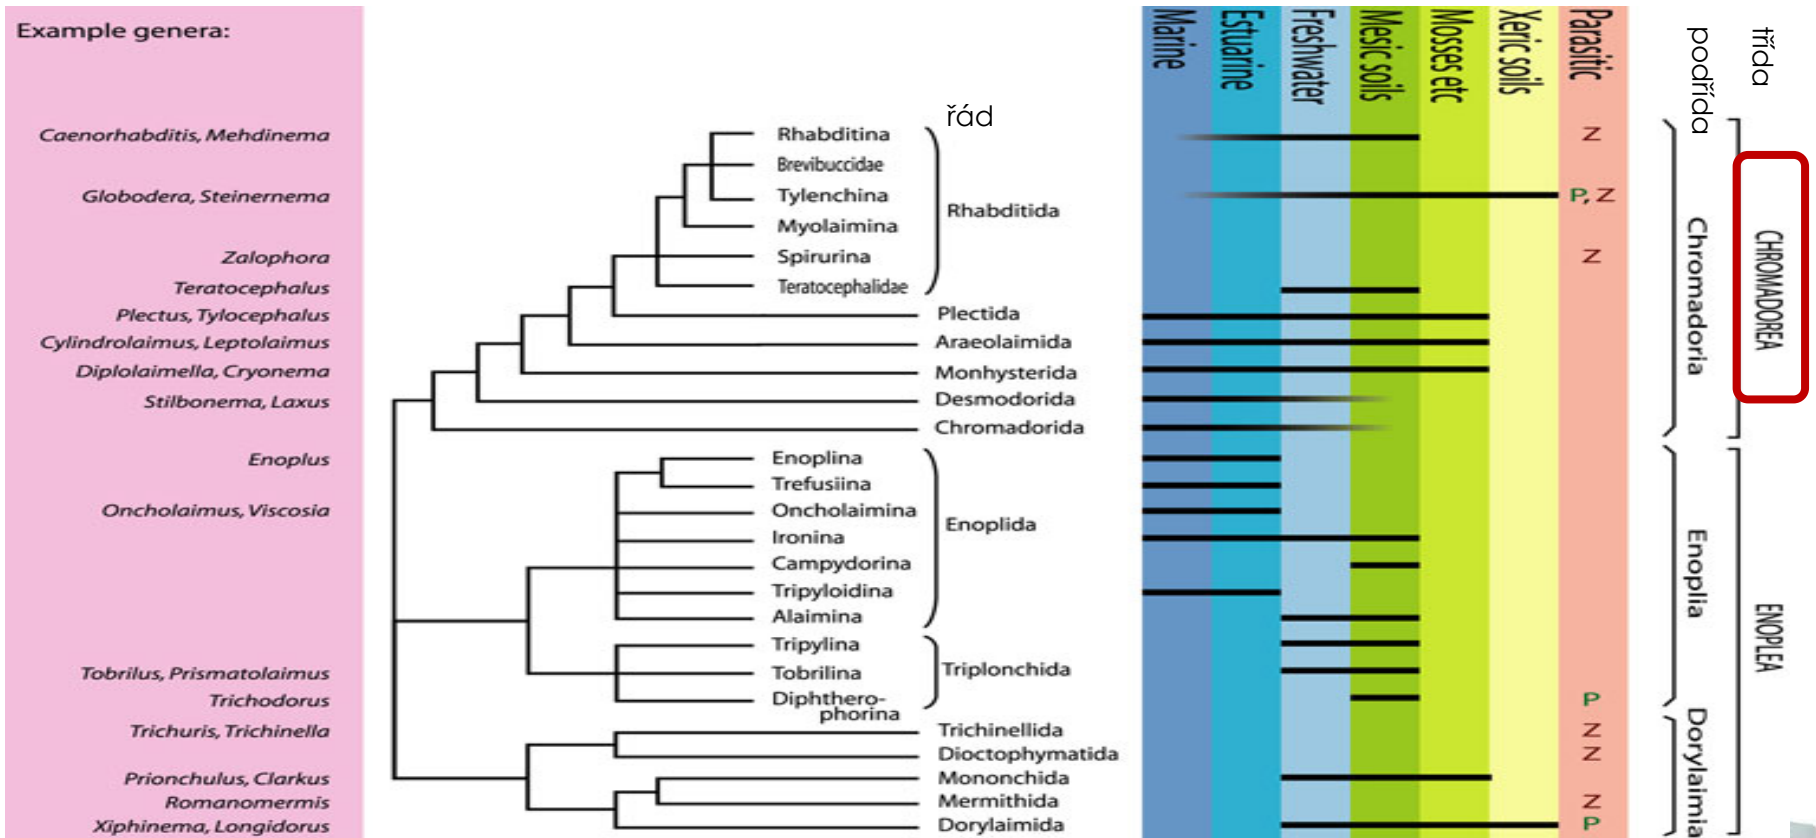 Example genera:
Marine
Estuarine
Freshwater
Mesic soils
Mosses etc
Xeric soils
Parasitic
podřída
třída
řád
Caenorhabditis, Mehdinema
Rhabditina
Z
Brevibuccidae
Globodera, Steinernema
Tylenchina
P, Z
Rhabditida
Myolaimina
Zalophora
Spirurina
Z
Teratocephalus
Teratocephalidae
Plectus, Tylocephalus
Plectida
Cylindrolaimus, Leptolaimus
Araeolaimida
Diplolaimella, Cryonema
Monhysterida
Stilbonema, Laxus
Desmodorida
Chromadorida
Chromadoria
CHROMADOREA
Enoplus
Enoplina
Trefusiina
Oncholaimus, Viscosia
Oncholaimina
Enoplida
Ironina
Campydorina
Tripyloidina
Alaimina
Tripylina
Tobrilus, Prismatolaimus
Tobrilina
Triplonchida
Trichodorus
Diphthero-
phorina
P
Enoplia
ENOPLEA
Trichuris, Trichinella
Trichinellida
Z
Dioctophymatida
Z
Prionchulus, Clarkus
Mononchida
Romanomermis
Mermithida
Z
Xiphinema, Longidorus
Dorylaimida
P
Dorylaimia